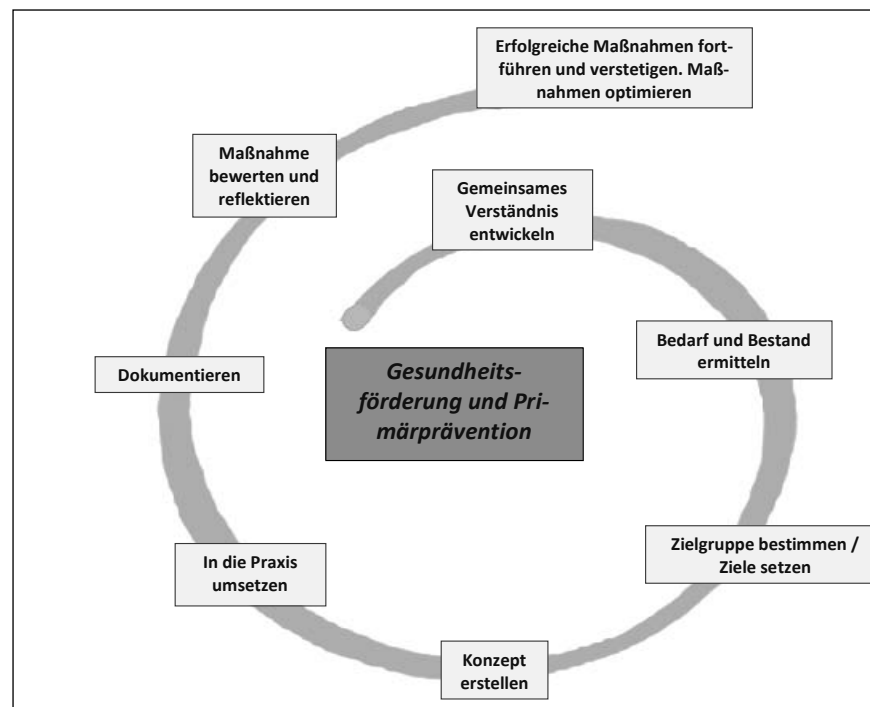 Erfolgreiche Maßnahmen fort-
führen und verstetigen. Maß-
nahmen optimieren
Maßnahme
bewerten und
reflektieren
Gemeinsames
Verständnis
entwickeln
Bedarf und Bestand
ermitteln
Dokumentieren
Gesundheits-
förderung und Pri-
märprävention
Zielgruppe bestimmen /
Ziele setzen
In die Praxis
umsetzen
Konzept
erstellen